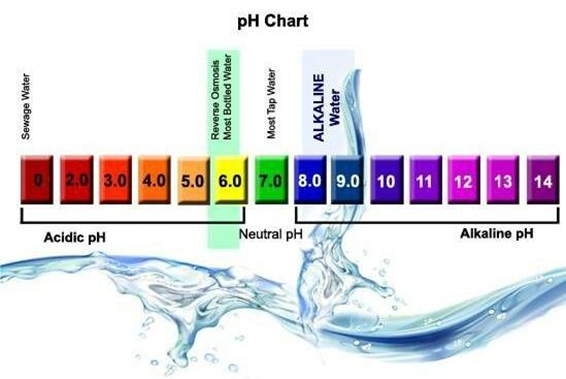 pH Chart
Sewage Water
Reverse Osmosis
Most Bottled Water
Most Tap Water
ALKALINE
Water
0 2.0 3.0 4.0 5.0 6.0 7.0 8.0 9.0 10 11 12 13 14
Acidic pH Neutral pH Alkaline pH